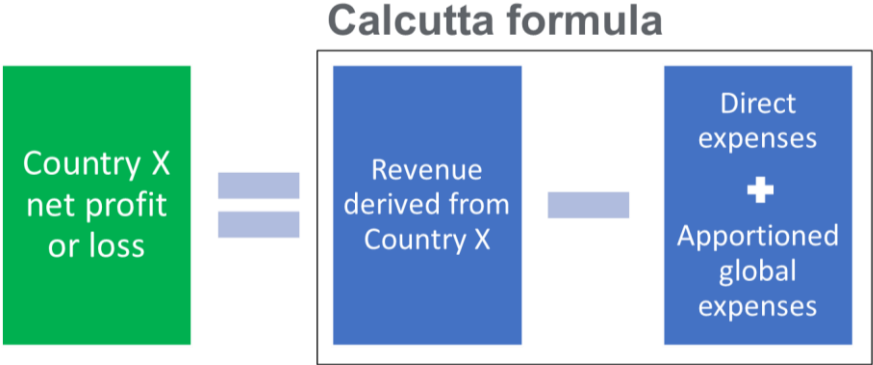 Calcutta formula
Country X
net profit
or loss
Revenue
derived from
Country X
Direct
expenses
+
Apportioned
global
expenses